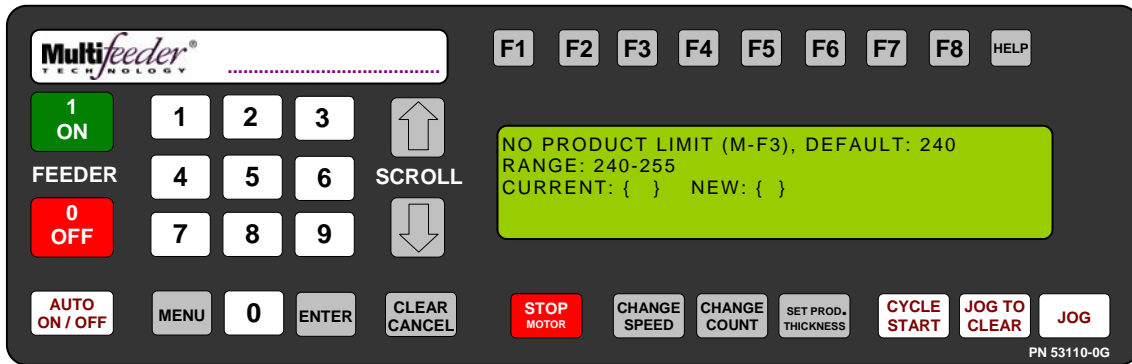 Multifeeder®
TECHNOLOGY
F1 F2 F3 F4 F5 F6 F7 F8 HELP
1
ON
FEEDER
0
OFF
1 2 3
4 5 6
7 8 9
SCROLL
NO PRODUCT LIMIT (M-F3), DEFAULT: 240
RANGE: 240-255
CURRENT: { } NEW: { }
AUTO
ON / OFF
MENU
0
ENTER
CLEAR
CANCEL
STOP
MOTOR
CHANGE
SPEED
CHANGE
COUNT
SET PROD.
THICKNESS
CYCLE
START
JOG TO
CLEAR
JOG
PN 53110-0G